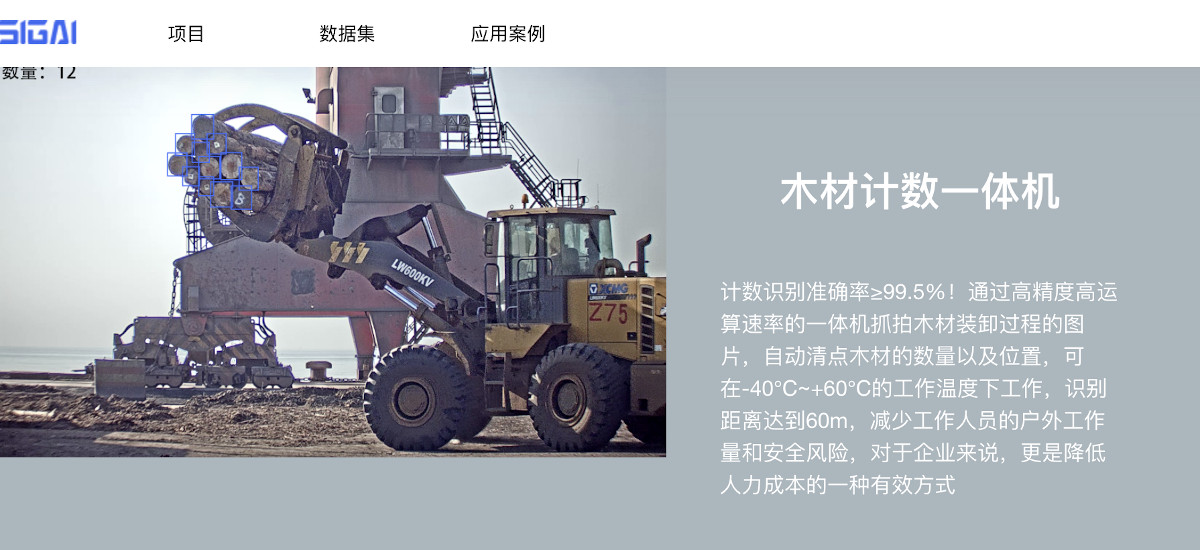 SIGAI
项目
数据集
应用案例
数量：12
木材计数一体机
计数识别准确率≥99.5%！通过高精度高运
算速率的一体机抓拍木材装卸过程的图
片，自动清点木材的数量以及位置，可
在-40°C~+60°C的工作温度下工作，识别
距离达到60m，减少工作人员的户外工作
量和安全风险，对于企业来说，更是降低
人力成本的一种有效方式
LW600KV
XCMG
Z75
B